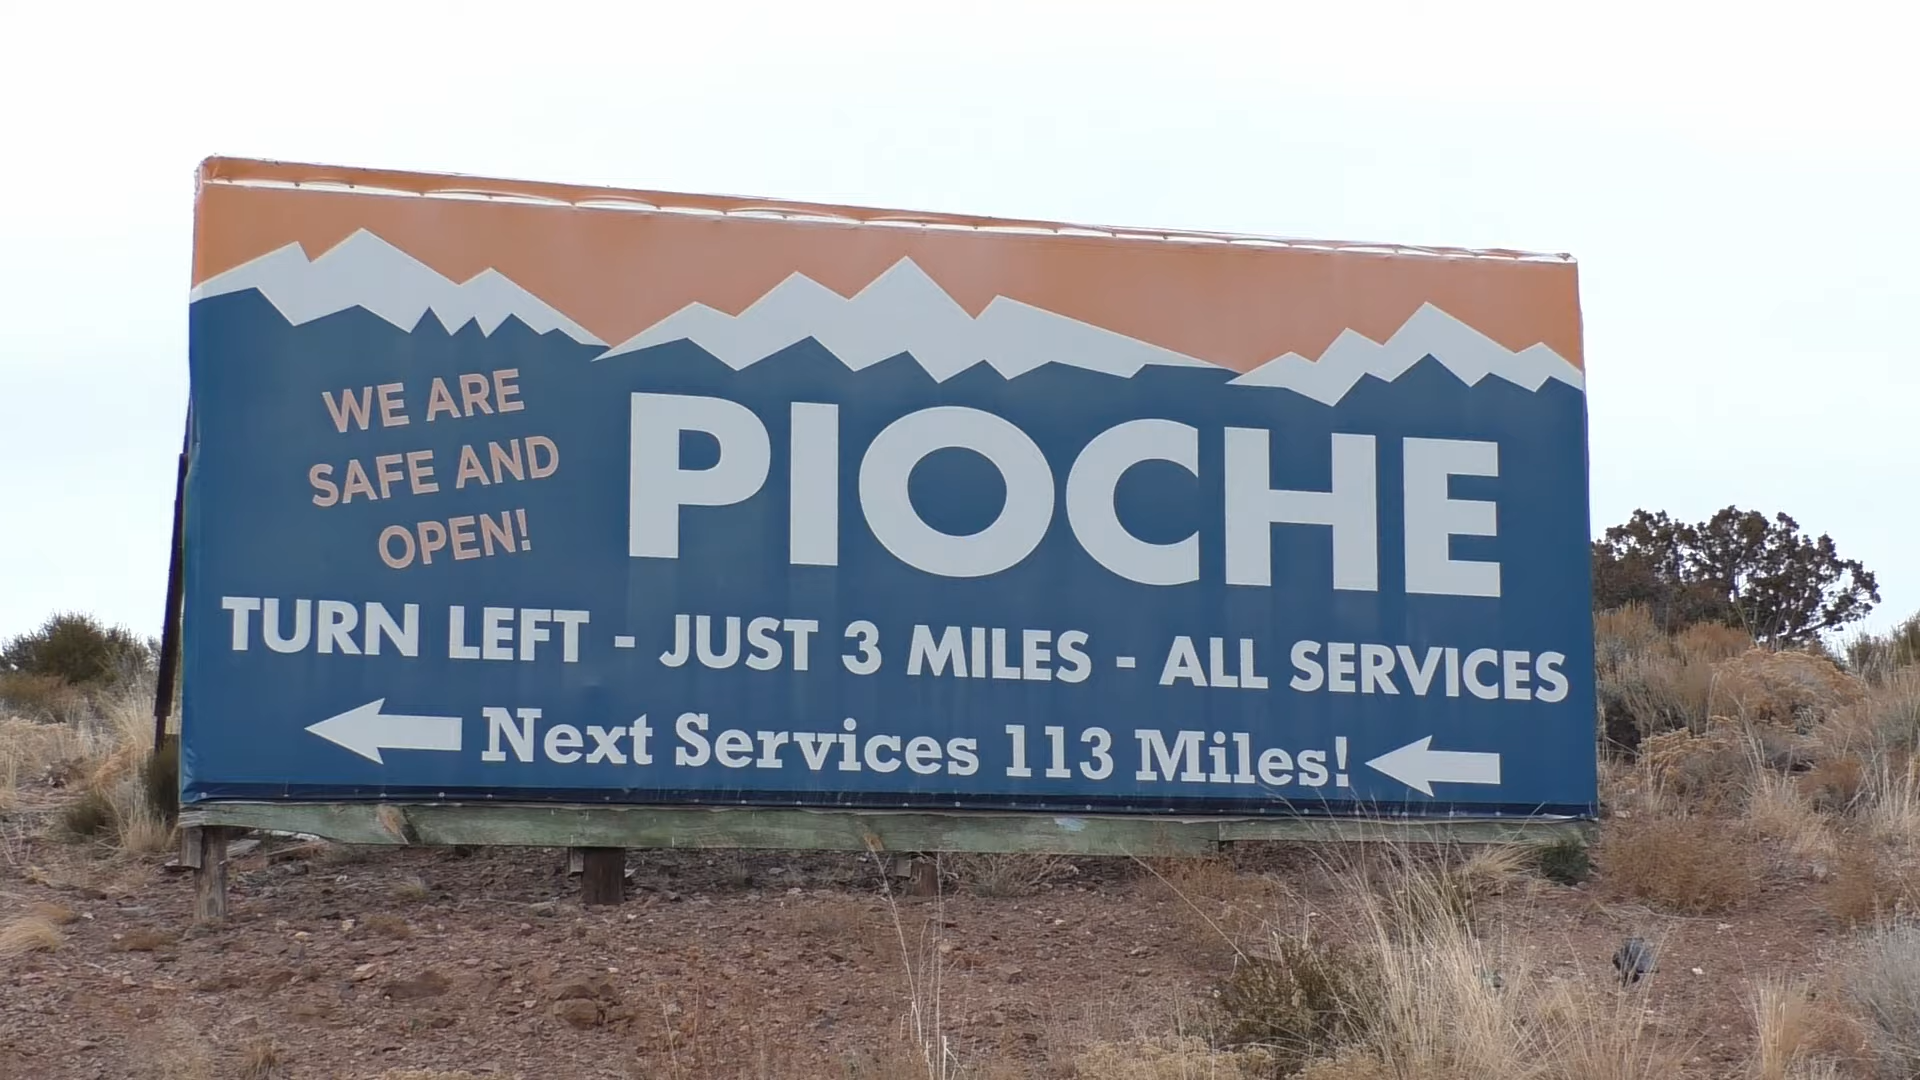 WE ARE
SAFE AND
OPEN!
PIOCHE
TURN LEFT - JUST 3 MILES - ALL SERVICES
Next Services 113 Miles!